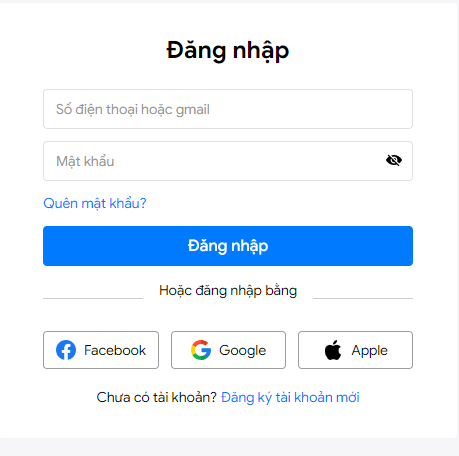 Đăng nhập
Số điện thoại hoặc gmail
Mật khẩu
Quên mật khẩu?
Đăng nhập
Hoặc đăng nhập bằng
Facebook Google Apple
Chưa có tài khoản? Đăng ký tài khoản mới